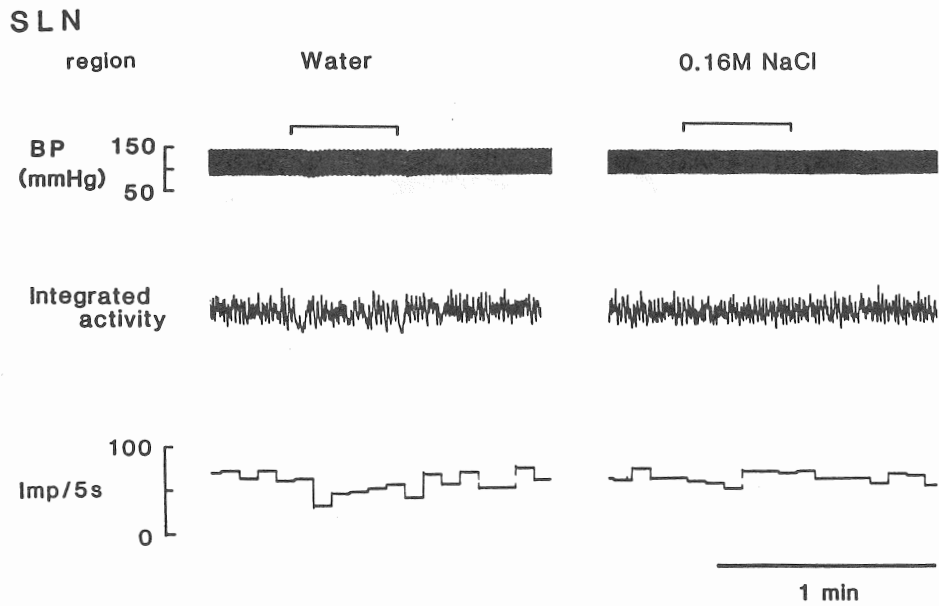 SLN
region
Water
0.16M NaCl
BP
(mmHg)
150
50
Integrated
activity
100
Imp/5s
0
1 min